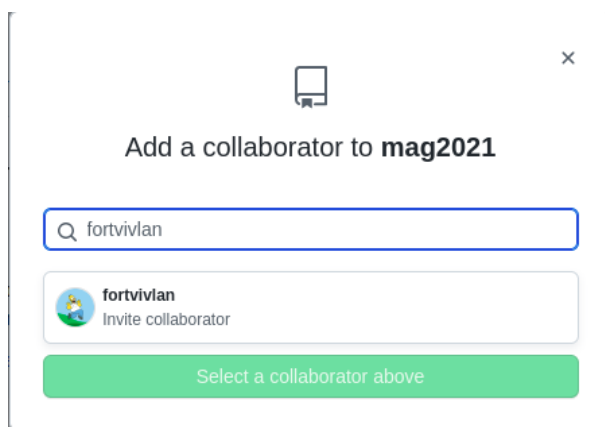 Add a collaborator to mag2021
fortvivlan
fortvivlan
Invite collaborator
Select a collaborator above